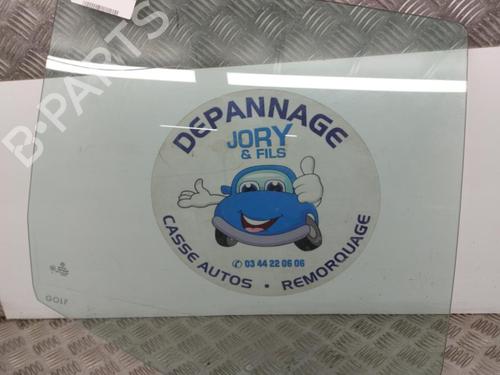 B-PARTS
DEPANNAGE
JORY
& FILS
03 44 22 06 06
CASSE AUTOS • REMORQUAGE
GOLF